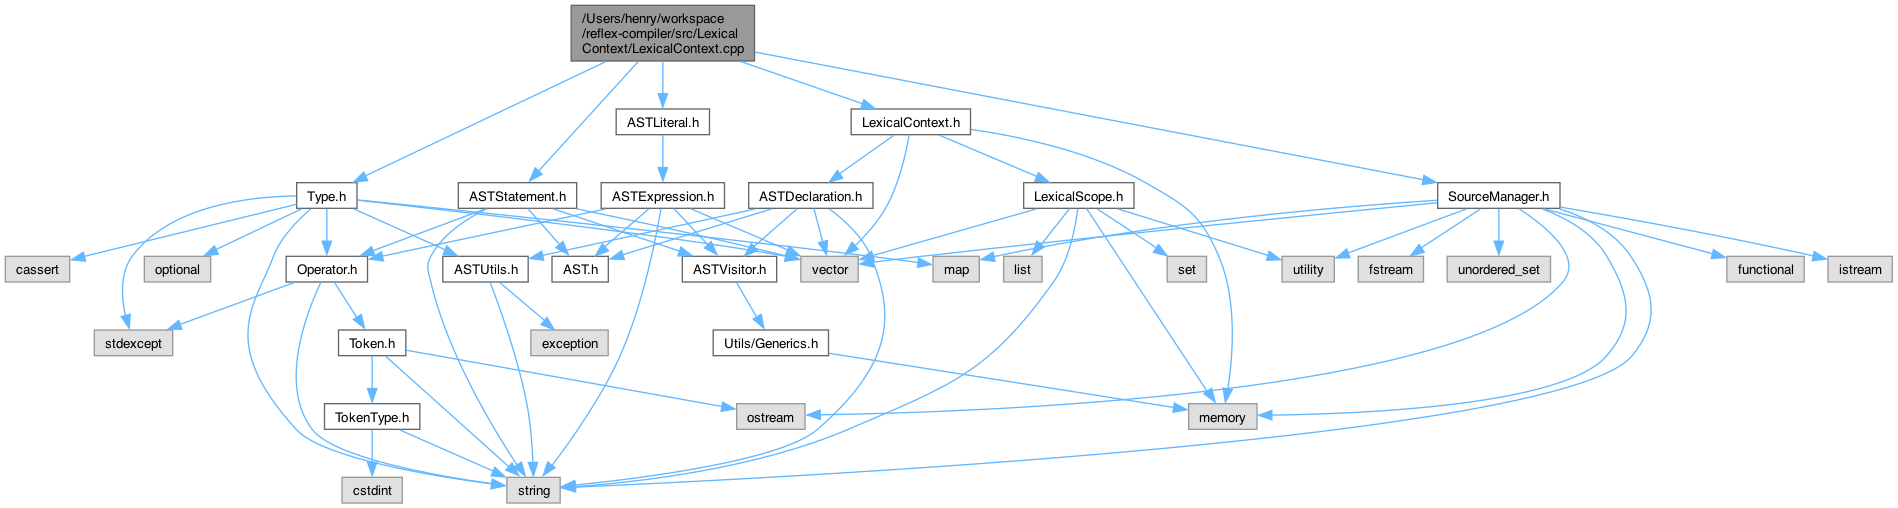 /Users/henry/workspace
/reflex-compiler/src/Lexical
Context/LexicalContext.cpp
ASTLiteral.h
LexicalContext.h
Type.h
ASTStatement.h
ASTExpression.h
ASTDeclaration.h
LexicalScope.h
SourceManager.h
cassert
optional
Operator.h
ASTUtils.h
AST.h
ASTVisitor.h
vector
map
list
set
utility
fstream
unordered_set
functional
istream
stdexcept
Token.h
exception
Utils/Generics.h
TokenType.h
ostream
memory
cstdint
string